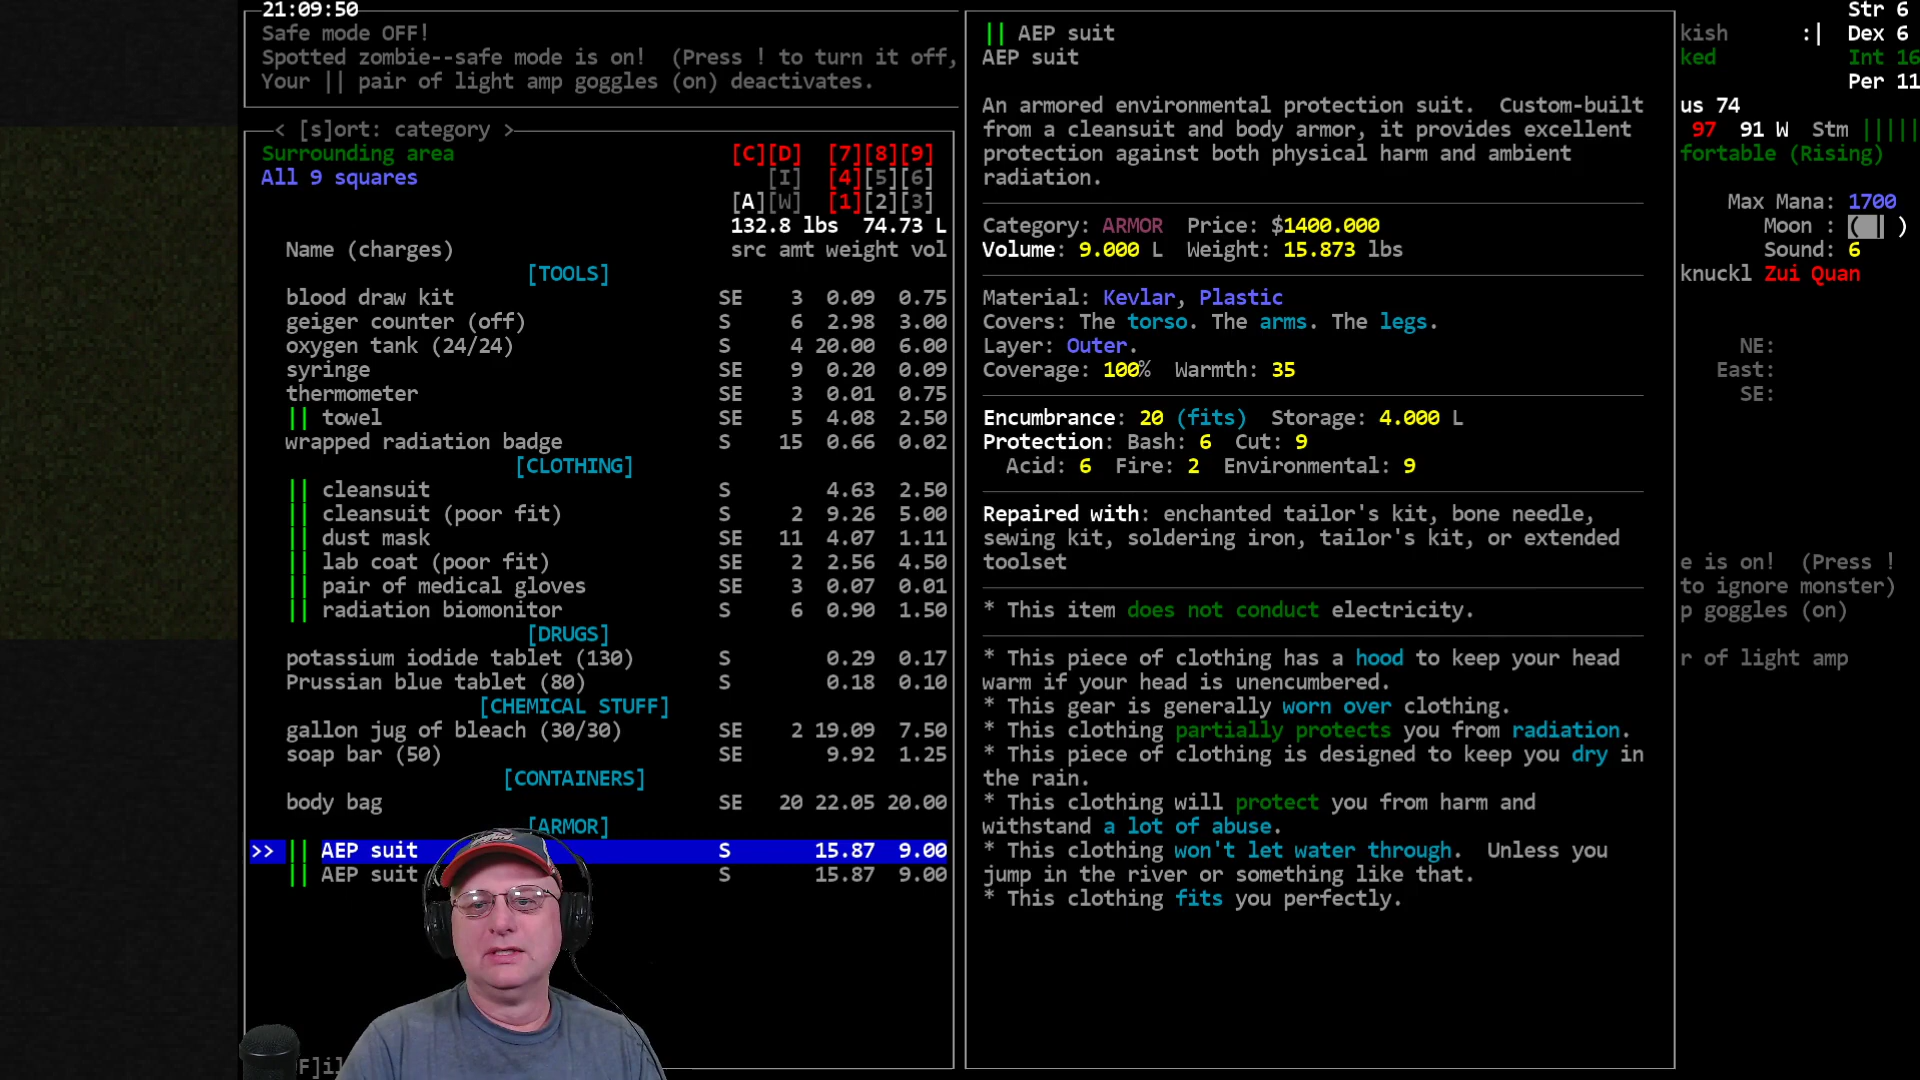 21:09:50
Safe mode OFF!
Spotted zombie--safe mode is on!  (Press ! to turn it off,
Your || pair of light amp goggles (on) deactivates.
< [s]ort: category >
Surrounding area [C][D] [7][8][9]
All 9 squares [I] [4][5][6]
[A][W] [1][2][3]
132.8 lbs 74.73 L
Name (charges) src amt weight vol
[TOOLS]
blood draw kit SE 3 0.09 0.75
geiger counter (off) S 6 2.98 3.00
oxygen tank (24/24) S 4 20.00 6.00
syringe SE 9 0.20 0.09
thermometer SE 3 0.01 0.75
|| towel SE 5 4.08 2.50
wrapped radiation badge S 15 0.66 0.02
[CLOTHING]
|| cleansuit S 4.63 2.50
|| cleansuit (poor fit) S 2 9.26 5.00
|| dust mask SE 11 4.07 1.11
|| lab coat (poor fit) SE 2 2.56 4.50
|| pair of medical gloves SE 3 0.07 0.01
|| radiation biomonitor S 6 0.90 1.50
[DRUGS]
potassium iodide tablet (130) S 0.29 0.17
Prussian blue tablet (80) S 0.18 0.10
[CHEMICAL STUFF]
gallon jug of bleach (30/30) SE 2 19.09 7.50
soap bar (50) SE 9.92 1.25
[CONTAINERS]
body bag SE 20 22.05 20.00
[ARMOR]
>> || AEP suit S 15.87 9.00
|| AEP suit S 15.87 9.00
F]il
|| AEP suit
AEP suit
An armored environmental protection suit.  Custom-built
from a cleansuit and body armor, it provides excellent
protection against both physical harm and ambient
radiation.
Category: ARMOR  Price: $1400.000
Volume: 9.000 L  Weight: 15.873 lbs
Material: Kevlar, Plastic
Covers: The torso. The arms. The legs.
Layer: Outer.
Coverage: 100%  Warmth: 35
Encumbrance: 20 (fits)  Storage: 4.000 L
Protection: Bash: 6  Cut: 9
Acid: 6  Fire: 2  Environmental: 9
Repaired with: enchanted tailor's kit, bone needle,
sewing kit, soldering iron, tailor's kit, or extended
toolset
* This item does not conduct electricity.
* This piece of clothing has a hood to keep your head
warm if your head is unencumbered.
* This gear is generally worn over clothing.
* This clothing partially protects you from radiation.
* This piece of clothing is designed to keep you dry in
the rain.
* This clothing will protect you from harm and
withstand a lot of abuse.
* This clothing won't let water through.  Unless you
jump in the river or something like that.
* This clothing fits you perfectly.
Str 6
kish :| Dex 6
ked Int 16
Per 11
us 74
97 91 W Stm |||||
fortable (Rising)
Max Mana: 1700
Moon : ( | )
Sound: 6
knuckl Zui Quan
NE:
East:
SE:
e is on!  (Press !
to ignore monster)
p goggles (on)
r of light amp